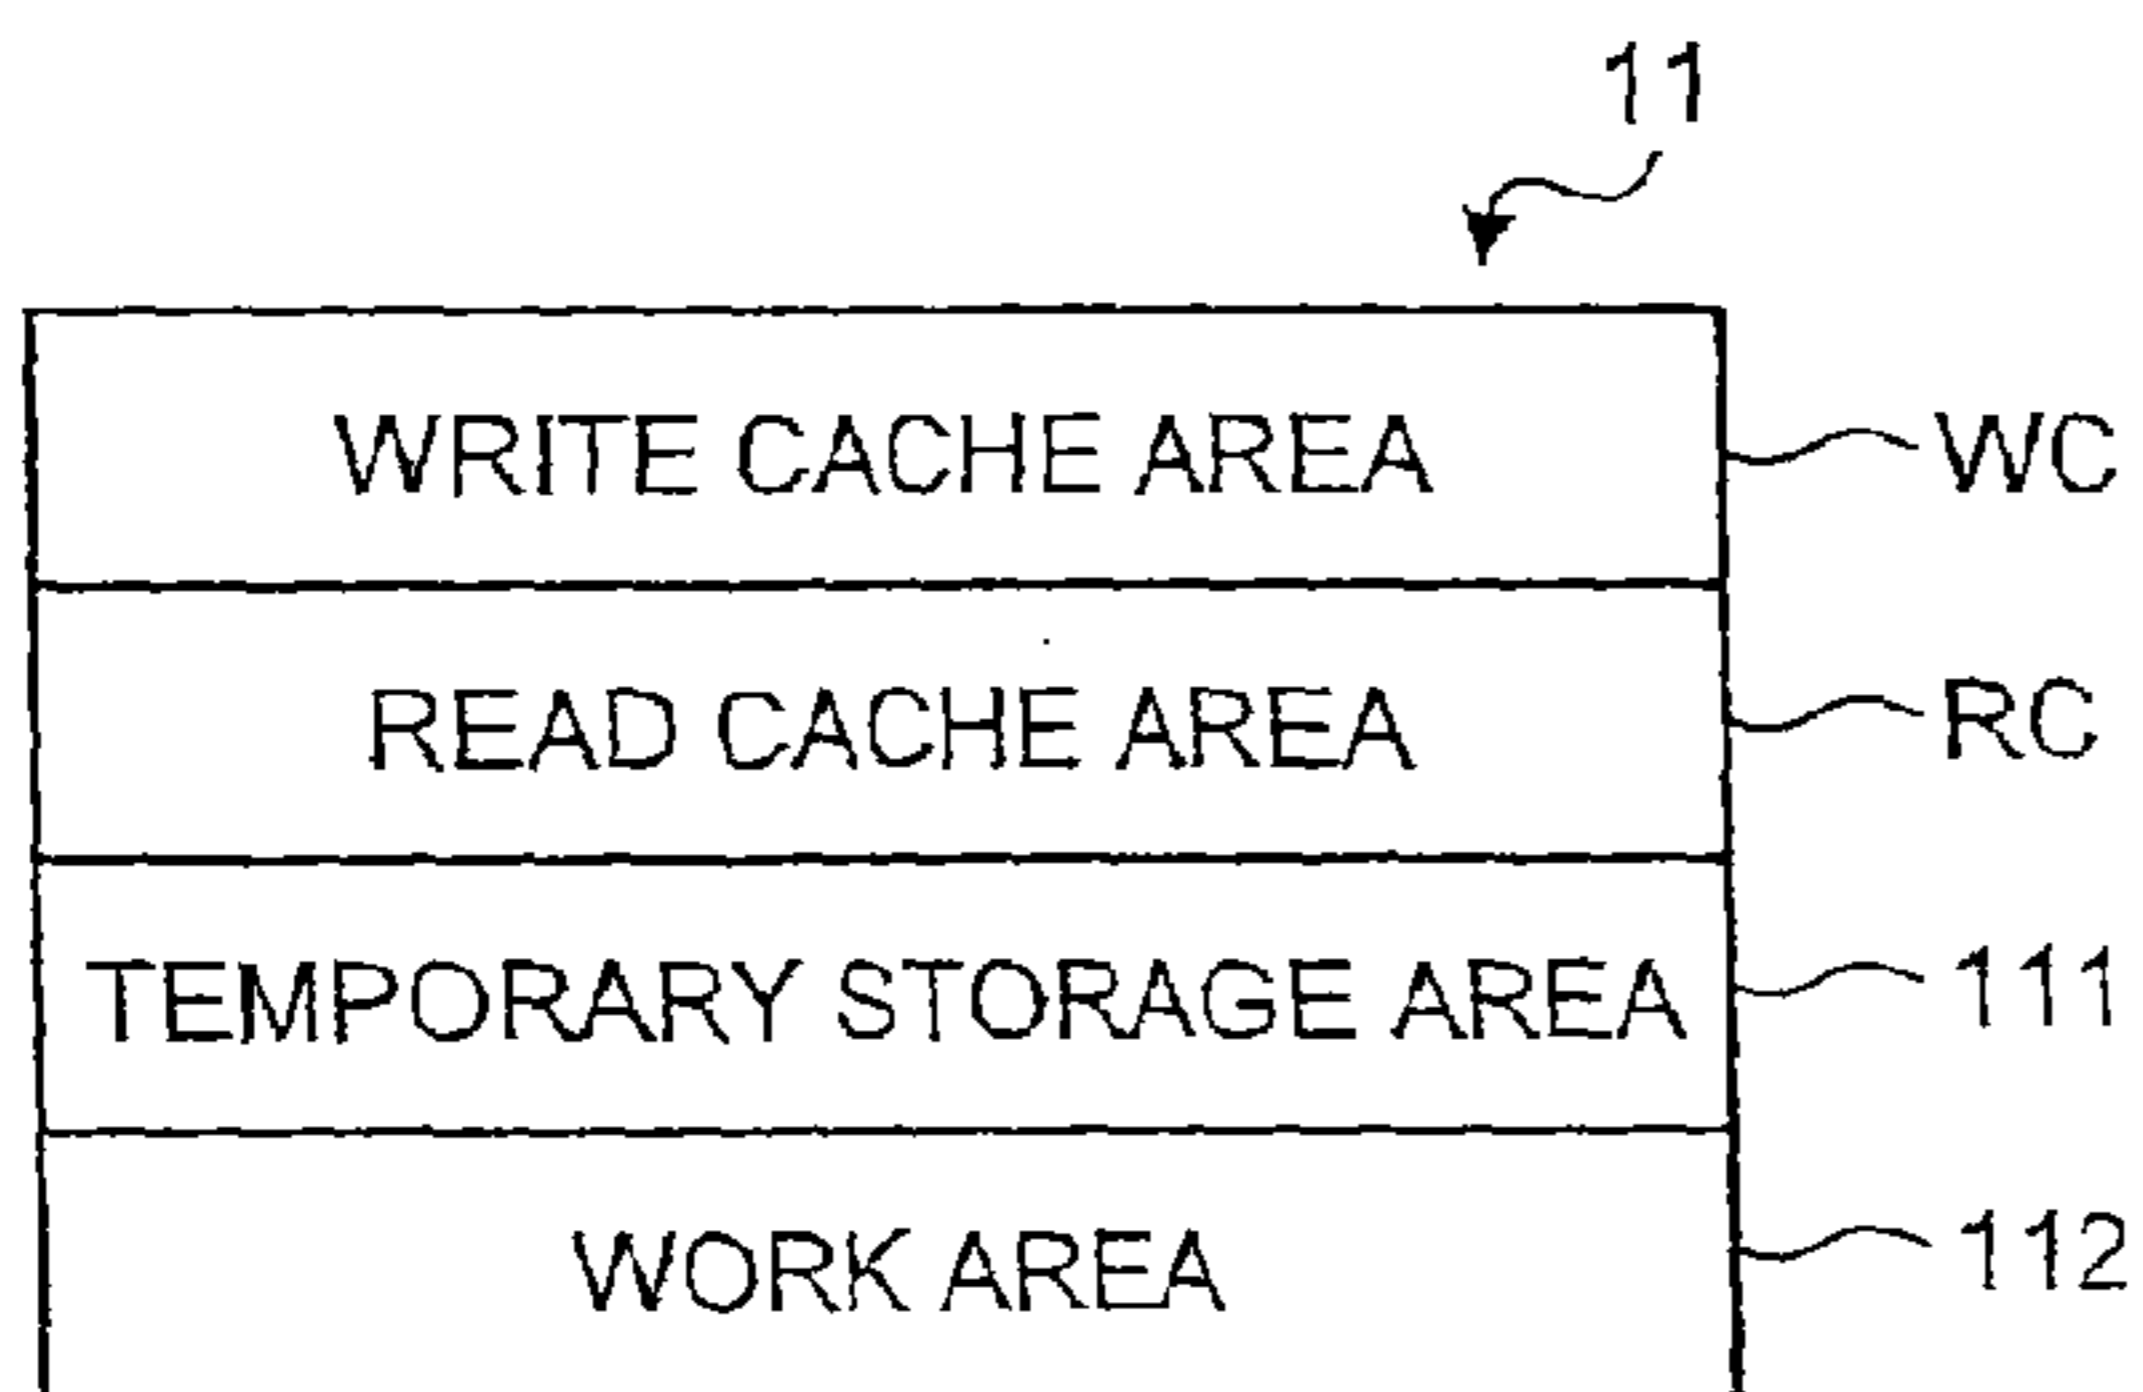 11
WRITE CACHE AREA WC
READ CACHE AREA RC
TEMPORARY STORAGE AREA 111
WORK AREA 112